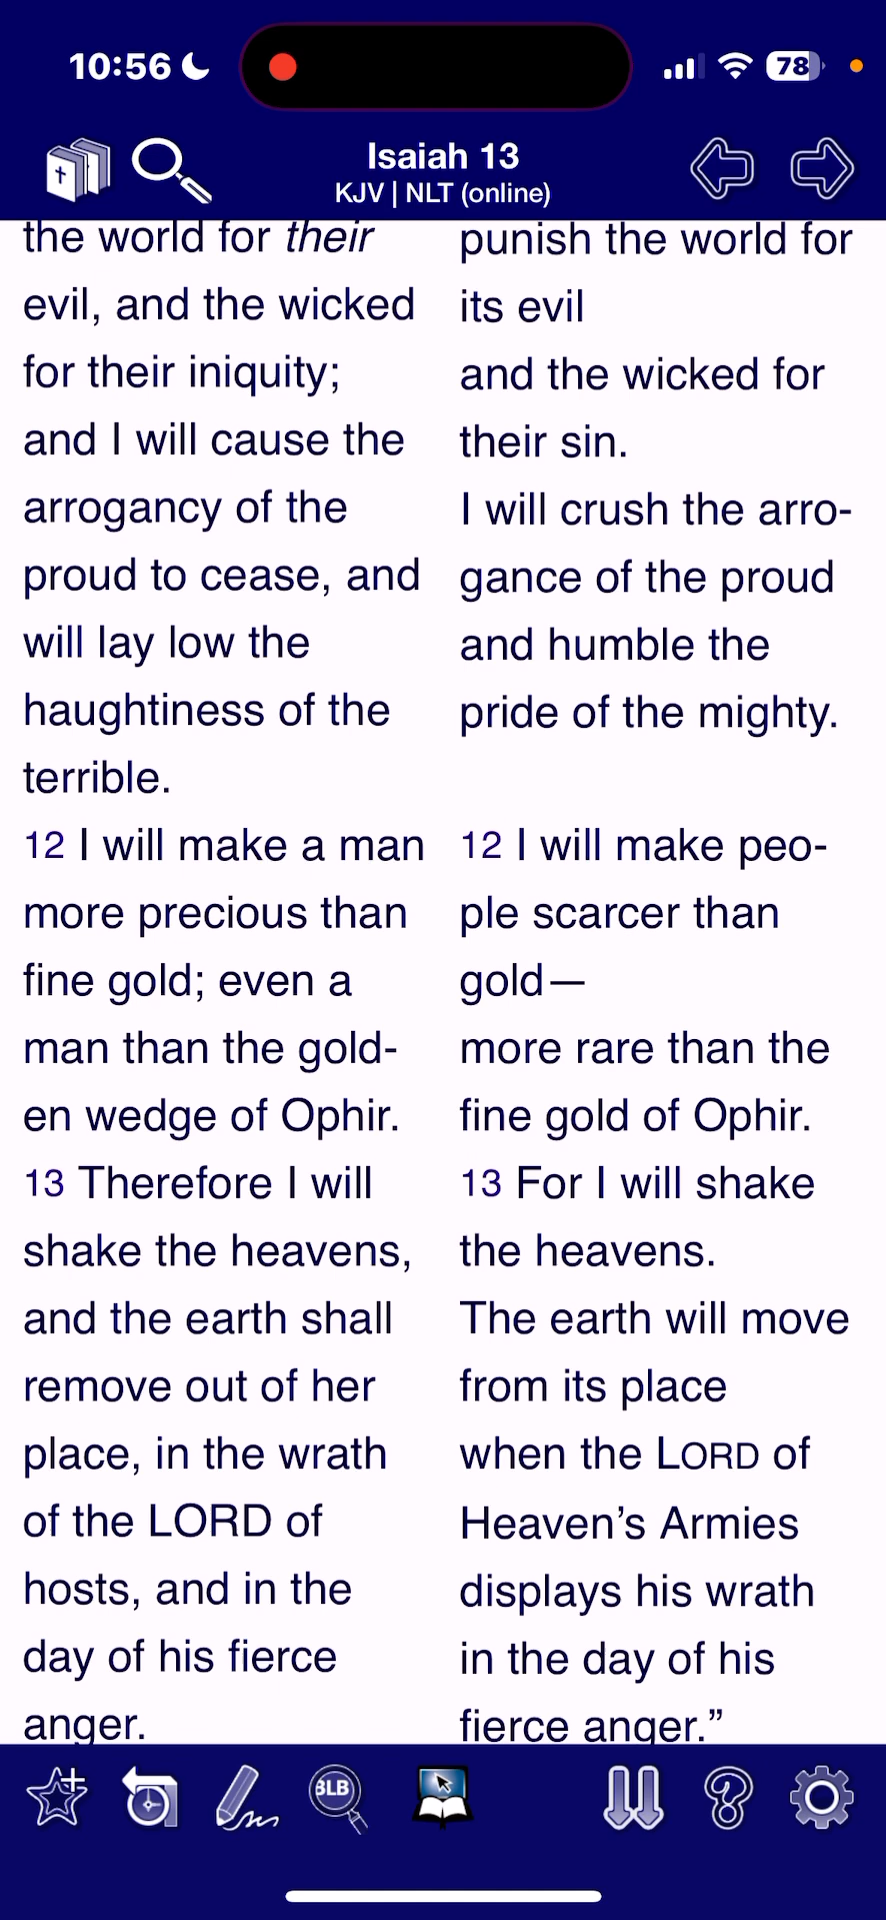 10:56
78
Isaiah 13
KJV | NLT (online)
the world for their
evil, and the wicked
for their iniquity;
and I will cause the
arrogancy of the
proud to cease, and
will lay low the
haughtiness of the
terrible.
12 I will make a man
more precious than
fine gold; even a
man than the gold-
en wedge of Ophir.
13 Therefore I will
shake the heavens,
and the earth shall
remove out of her
place, in the wrath
of the LORD of
hosts, and in the
day of his fierce
anger.
punish the world for
its evil
and the wicked for
their sin.
I will crush the arro-
gance of the proud
and humble the
pride of the mighty.
12 I will make peo-
ple scarcer than
gold—
more rare than the
fine gold of Ophir.
13 For I will shake
the heavens.
The earth will move
from its place
when the LORD of
Heaven’s Armies
displays his wrath
in the day of his
fierce anger.”
BLB